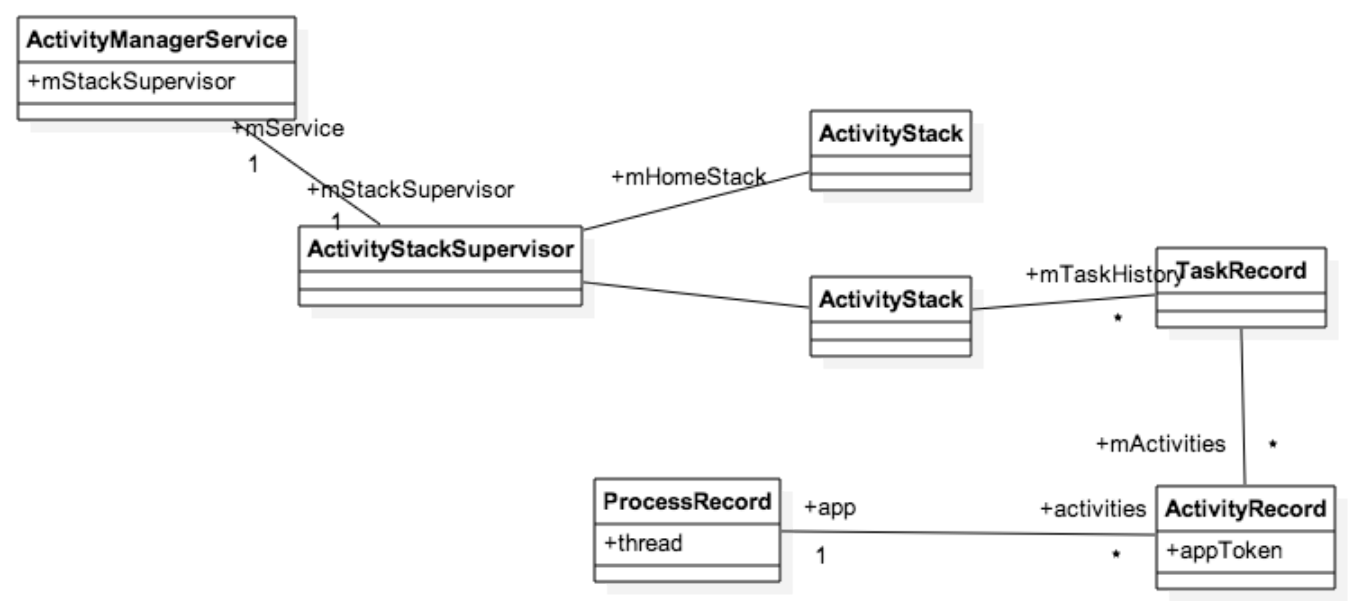 ActivityManagerService
+mStackSupervisor
+mService
1
+mStackSupervisor
1
ActivityStackSupervisor
+mHomeStack
ActivityStack
ActivityStack
+mTaskHistory
*
TaskRecord
+mActivities
*
ProcessRecord
+thread
+app
1
+activities
*
ActivityRecord
+appToken